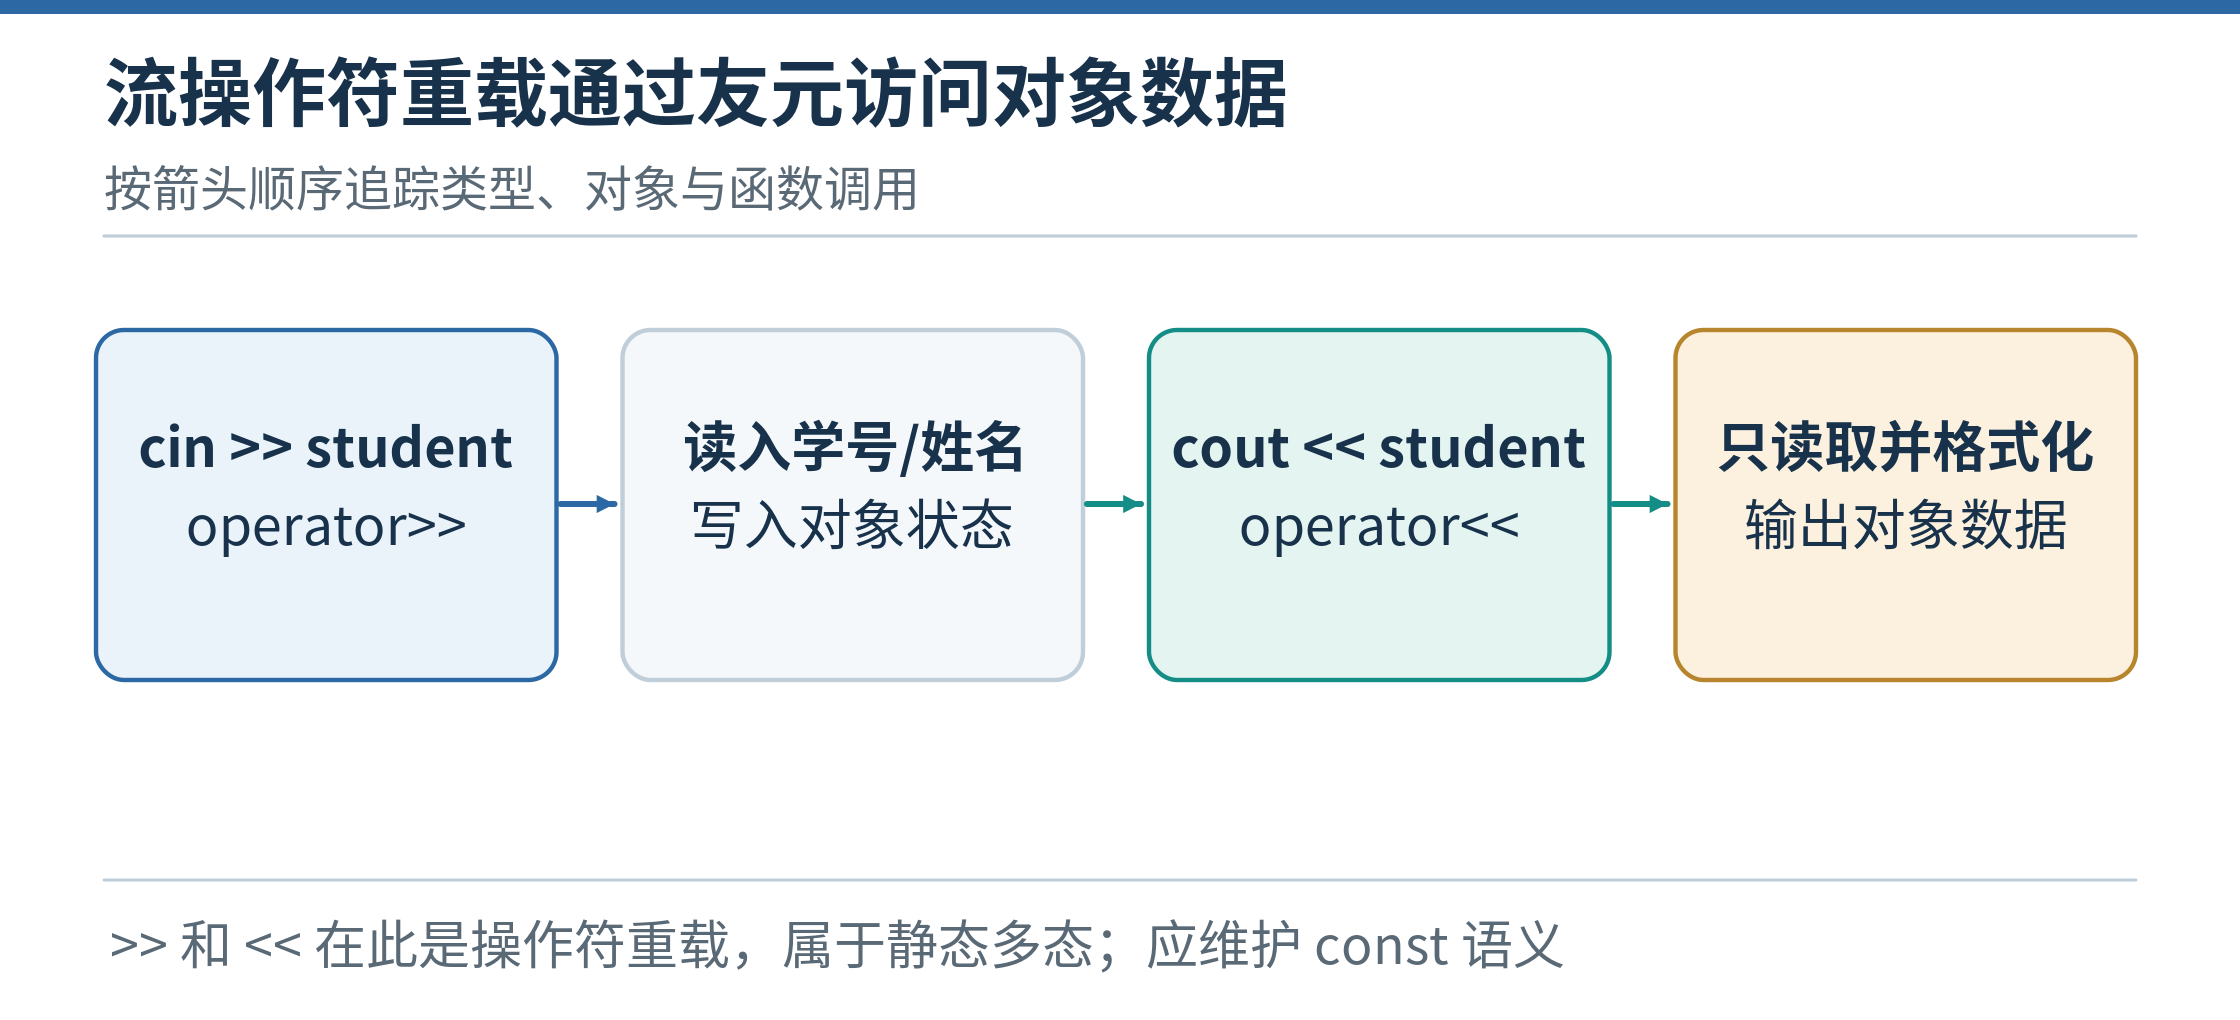 流操作符重载通过友元访问对象数据
按箭头顺序追踪类型、对象与函数调用
cin >> student
operator>>
读入学号/姓名
写入对象状态
cout << student
operator<<
只读取并格式化
输出对象数据
>> 和 << 在此是操作符重载，属于静态多态；应维护 const 语义